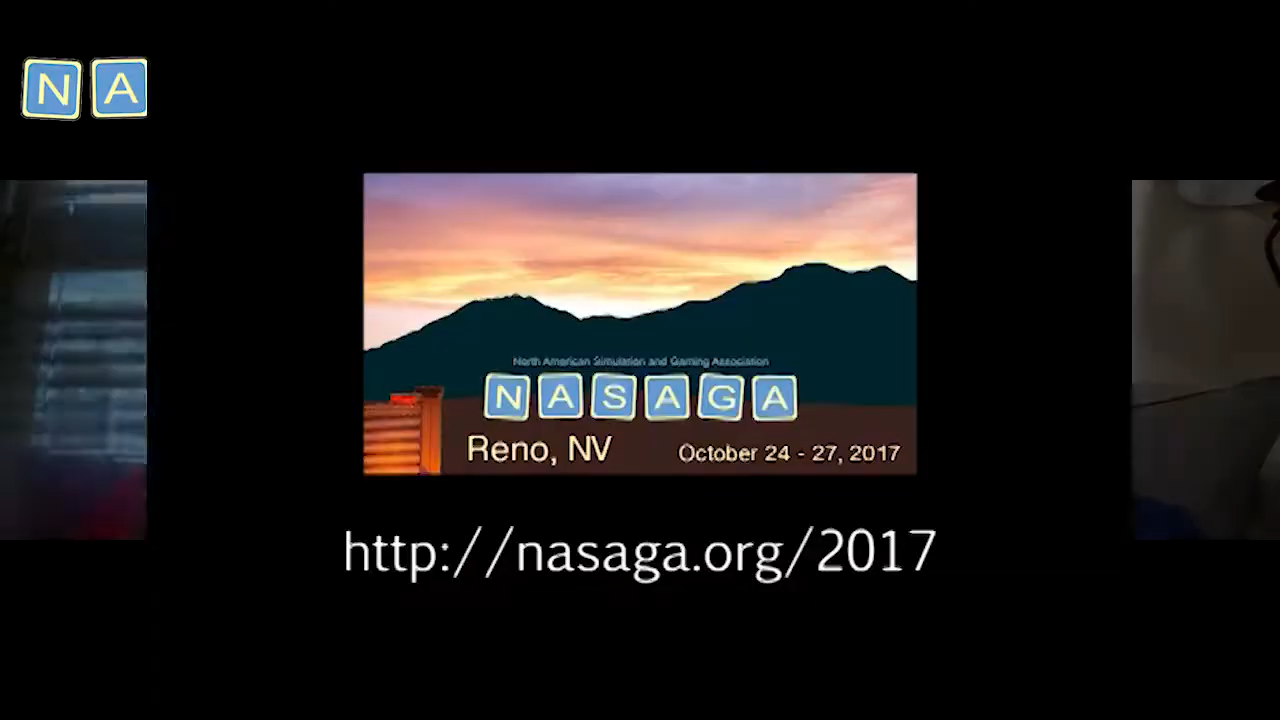 NA
North American Simulation and Gaming Association
NASAGA
Reno, NV
October 24 - 27, 2017
http://nasaga.org/2017